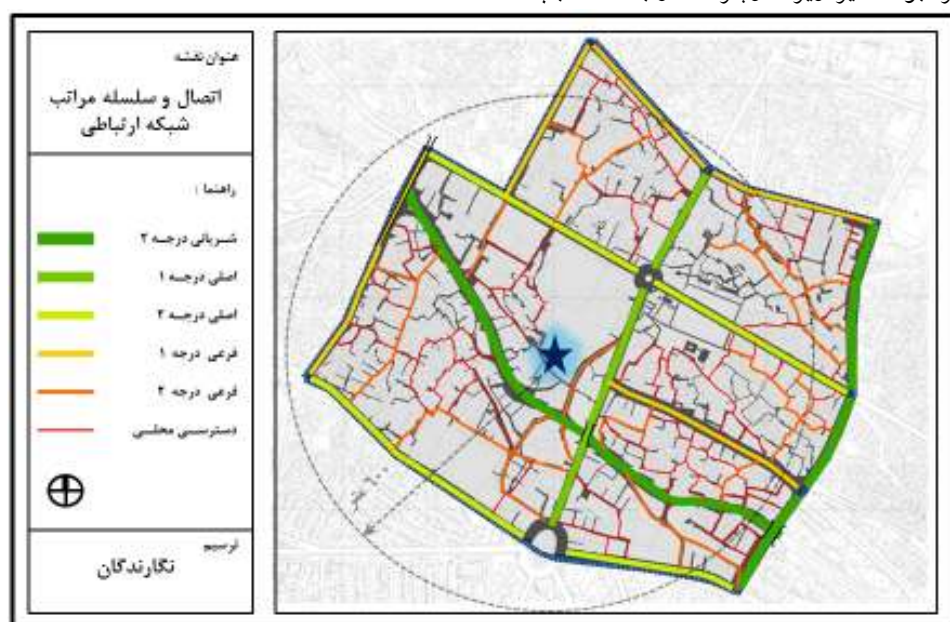 عنوان نقشه
اتصال و سلسله مراتب
شبکه ارتباطی
راهنما :
شریانی درجه ۲
اصلی درجه ۱
اصلی درجه ۲
فرعی درجه ۱
فرعی درجه ۲
دسترسی محلی
ترسیم
نگارندگان